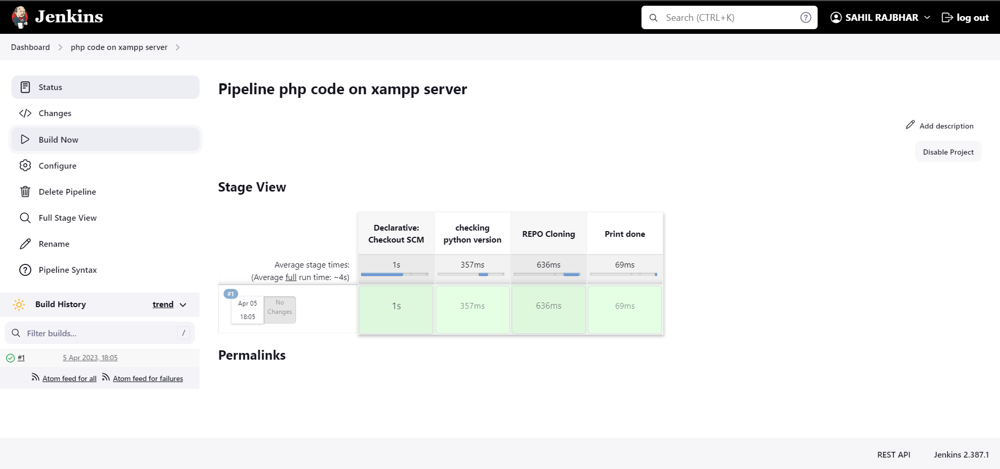 Jenkins
Search (CTRL+K)
SAHIL RAJBHAR
log out
Dashboard
php code on xampp server
Status
Changes
Build Now
Configure
Delete Pipeline
Full Stage View
Rename
Pipeline Syntax
Build History
trend
Filter builds...
/
#1
5 Apr 2023, 18:05
Atom feed for all
Atom feed for failures
Pipeline php code on xampp server
Add description
Disable Project
Stage View
Declarative:
Checkout SCM
checking
python version
REPO Cloning
Print done
Average stage times:
(Average full run time: ~4s)
1s
357ms
636ms
69ms
#1
Apr 05
18:05
No
Changes
1s
357ms
636ms
69ms
Permalinks
REST API
Jenkins 2.387.1